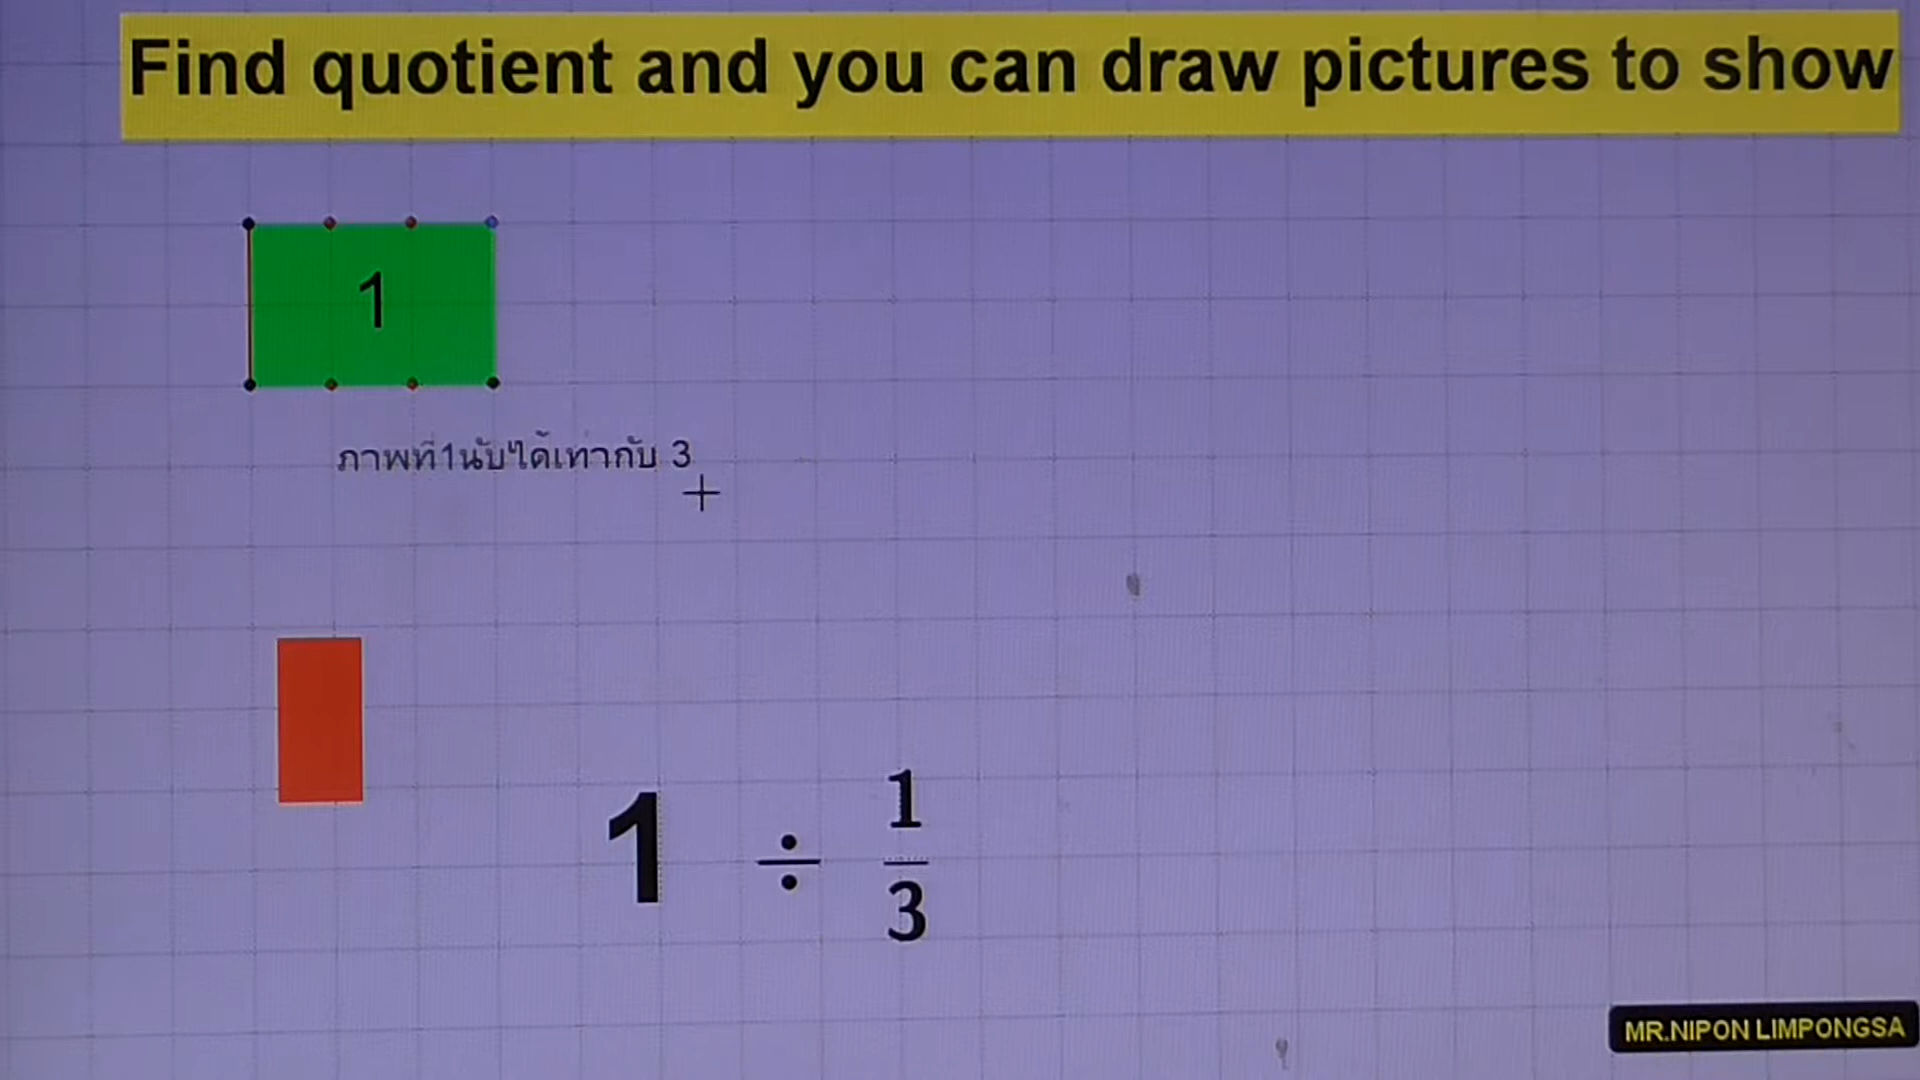 Find quotient and you can draw pictures to show
1
ภาพที่1นับได้เท่ากับ 3
1 ÷ 1/3
MR.NIPON LIMPONGSA